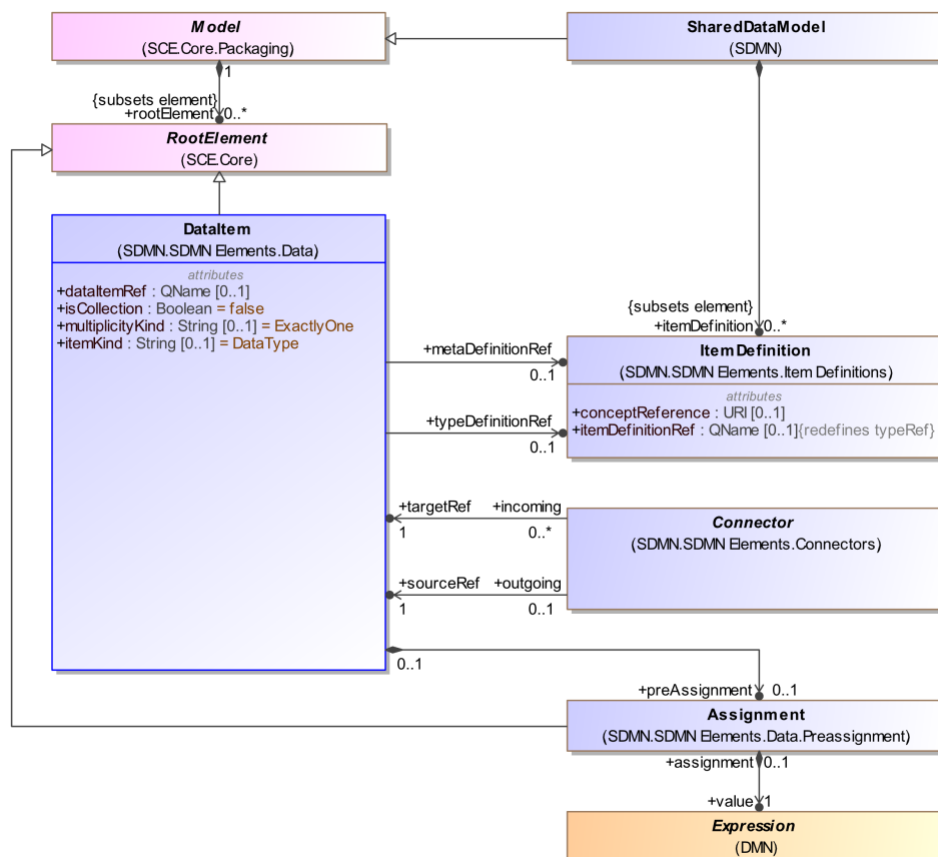 Model
(SCE.Core.Packaging)
SharedDataModel
(SDMN)
1
{subsets element}
+rootElement 0..*
RootElement
(SCE.Core)
DataItem
(SDMN.SDMN Elements.Data)
attributes
+dataItemRef : QName [0..1]
+isCollection : Boolean = false
+multiplicityKind : String [0..1] = ExactlyOne
+itemKind : String [0..1] = DataType
{subsets element}
+itemDefinition 0..*
ItemDefinition
(SDMN.SDMN Elements.Item Definitions)
attributes
+conceptReference : URI [0..1]
+itemDefinitionRef : QName [0..1]{redefines typeRef}
+metaDefinitionRef
0..1
+typeDefinitionRef
0..1
+targetRef +incoming
1 0..*
+sourceRef +outgoing
1 0..1
Connector
(SDMN.SDMN Elements.Connectors)
0..1
+preAssignment 0..1
Assignment
(SDMN.SDMN Elements.Data.Preassignment)
+assignment 0..1
+value 1
Expression
(DMN)